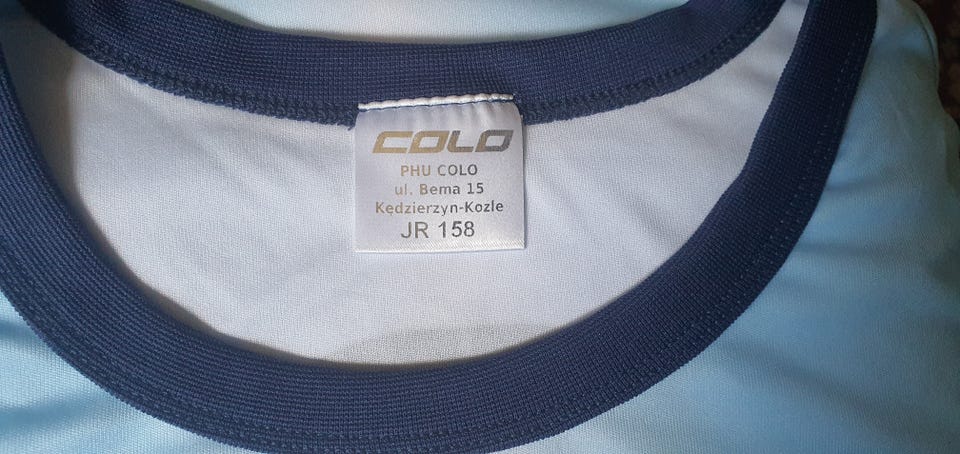 COLO
PHU COLO
ul. Bema 15
Kędzierzyn-Kozle
JR 158